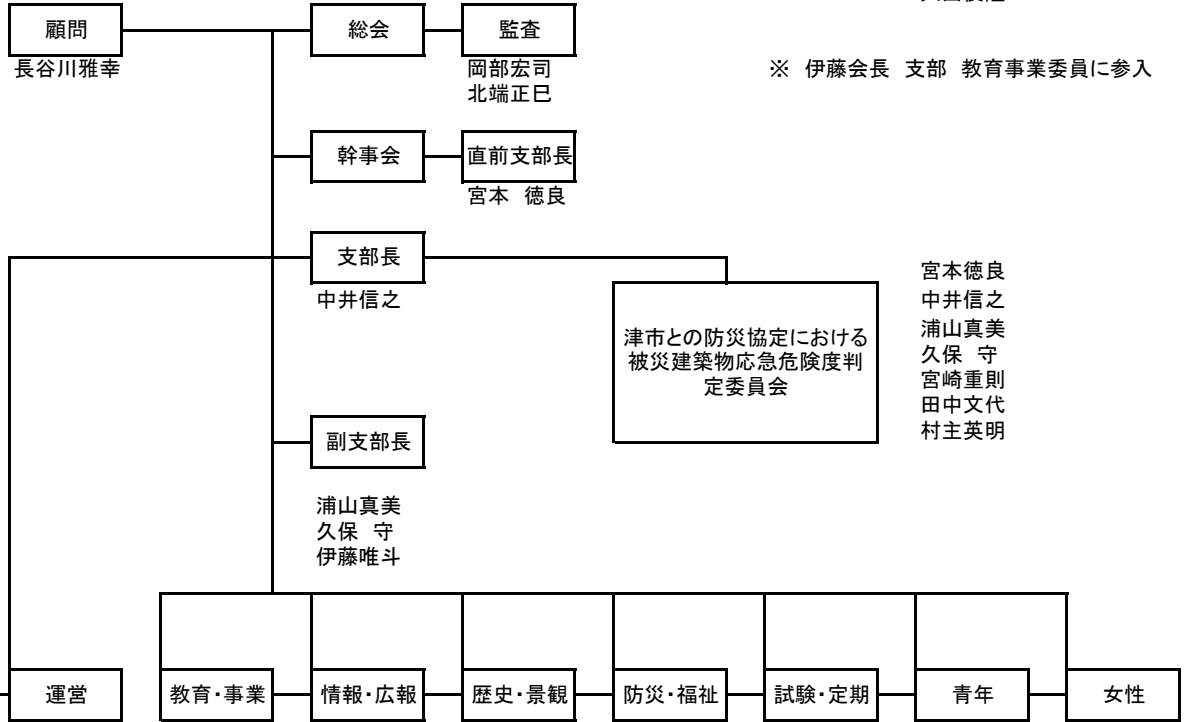 顧問
総会
監査
長谷川雅幸
岡部宏司
北端正巳
※ 伊藤会長 支部 教育事業委員に参入
幹事会
直前支部長
宮本 徳良
支部長
中井信之
津市との防災協定における
被災建築物応急危険度判
定委員会
宮本徳良
中井信之
浦山真美
久保 守
宮崎重則
田中文代
村主英明
副支部長
浦山真美
久保 守
伊藤唯斗
運営
教育・事業
情報・広報
歴史・景観
防災・福祉
試験・定期
青年
女性